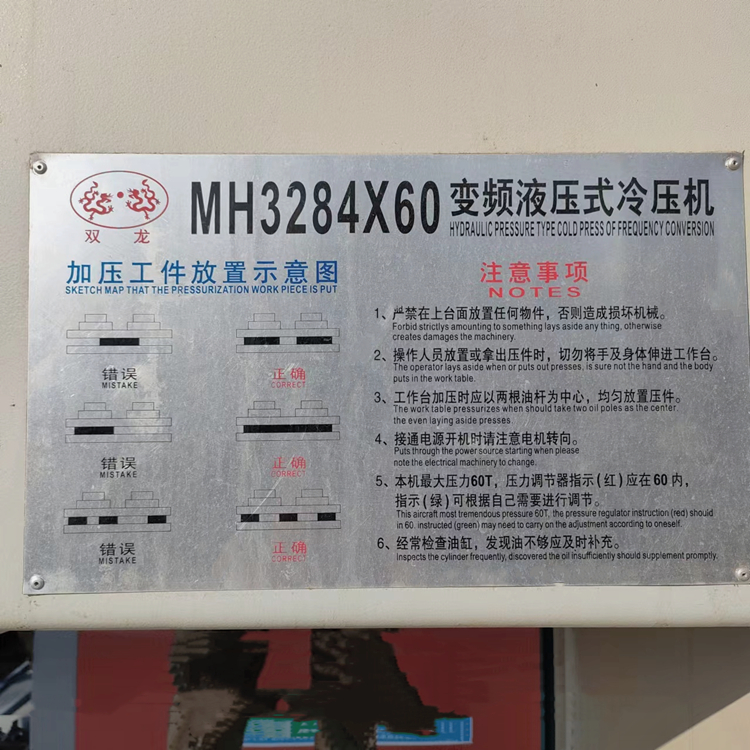 双龙
MH3284X60
变频液压式冷压机
HYDRAULIC PRESSURE TYPE COLD PRESS OF FREQUENCY CONVERSION
加压工件放置示意图
SKETCH MAP THAT THE PRESSURIZATION WORK PIECE IS PUT
错误
MISTAKE
正确
CORRECT
错误
MISTAKE
正确
CORRECT
错误
MISTAKE
正确
CORRECT
注意事项
NOTES
1、严禁在上台面放置任何物件，否则造成损坏机械。
Forbid strictlys amounting to something lays aside any thing, otherwise
creates damages the machinery.
2、操作人员放置或拿出压件时，切勿将手及身体伸进工作台。
The operator lays aside when or puts out presses, is sure not the hand and the body
puts in the work table.
3、工作台加压时应以两根油杆为中心，均匀放置压件。
The work table pressurizes when should take two oil poles as the center,
the even laying aside presses.
4、接通电源开机时请注意电机转向。
Puts through the power source starting when please
note the electrical machinery to change.
5、本机最大压力60T，压力调节器指示(红)应在60内，
指示(绿)可根据自己需要进行调节。
This aircraft most tremendous pressure 60T, the pressure regulator instruction (red) should
in 60. instructed (green) may need to carry on the adjustment according to oneself.
6、经常检查油缸，发现油不够应及时补充。
Inspects the cylinder frequently, discovered the oil insufficiently should supplement promptly.